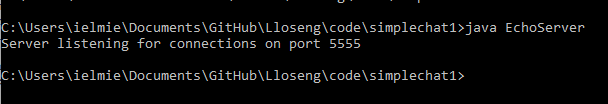 C:\Users\ielmie\Documents\GitHub\Lloseng\code\simplechat1>java EchoServer
Server listening for connections on port 5555
C:\Users\ielmie\Documents\GitHub\Lloseng\code\simplechat1>